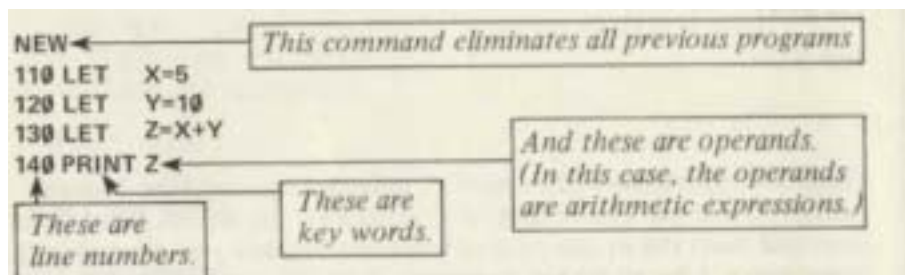 NEW
This command eliminates all previous programs
110 LET X=5
120 LET Y=10
130 LET Z=X+Y
140 PRINT Z
And these are operands.
(In this case, the operands
are arithmetic expressions.)
These are
key words.
These are
line numbers.